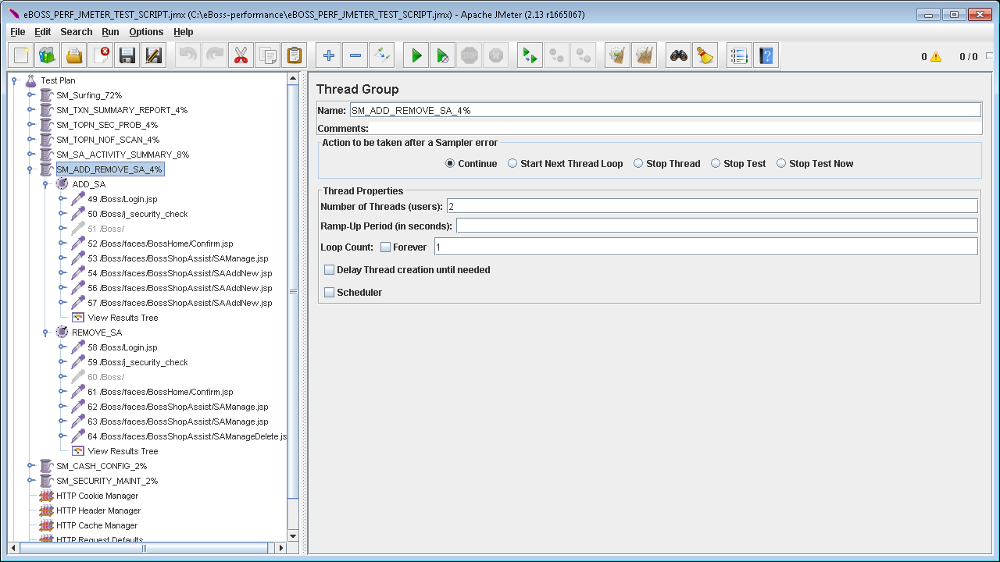 eBOSS_PERF_JMETER_TEST_SCRIPT.jmx (C:\eBoss-performance\eBOSS_PERF_JMETER_TEST_SCRIPT.jmx) - Apache JMeter (2.13 r1665067)
File Edit Search Run Options Help
0 0 / 0
Test Plan
SM_Surfing_72%
SM_TXN_SUMMARY_REPORT_4%
SM_TOPN_SEC_PROB_4%
SM_TOPN_NOF_SCAN_4%
SM_SA_ACTIVITY_SUMMARY_8%
SM_ADD_REMOVE_SA_4%
ADD_SA
49 /Boss/Login.jsp
50 /Boss/j_security_check
51 /Boss/
52 /Boss/faces/BossHome/Confirm.jsp
53 /Boss/faces/BossShopAssist/SAManage.jsp
54 /Boss/faces/BossShopAssist/SAAddNew.jsp
56 /Boss/faces/BossShopAssist/SAAddNew.jsp
57 /Boss/faces/BossShopAssist/SAAddNew.jsp
View Results Tree
REMOVE_SA
58 /Boss/Login.jsp
59 /Boss/j_security_check
60 /Boss/
61 /Boss/faces/BossHome/Confirm.jsp
62 /Boss/faces/BossShopAssist/SAManage.jsp
63 /Boss/faces/BossShopAssist/SAManage.jsp
64 /Boss/faces/BossShopAssist/SAManageDelete.js
View Results Tree
SM_CASH_CONFIG_2%
SM_SECURITY_MAINT_2%
HTTP Cookie Manager
HTTP Header Manager
HTTP Cache Manager
HTTP Request Defaults
Thread Group
Name: SM_ADD_REMOVE_SA_4%
Comments:
Action to be taken after a Sampler error
Continue Start Next Thread Loop Stop Thread Stop Test Stop Test Now
Thread Properties
Number of Threads (users): 2
Ramp-Up Period (in seconds):
Loop Count: Forever 1
Delay Thread creation until needed
Scheduler